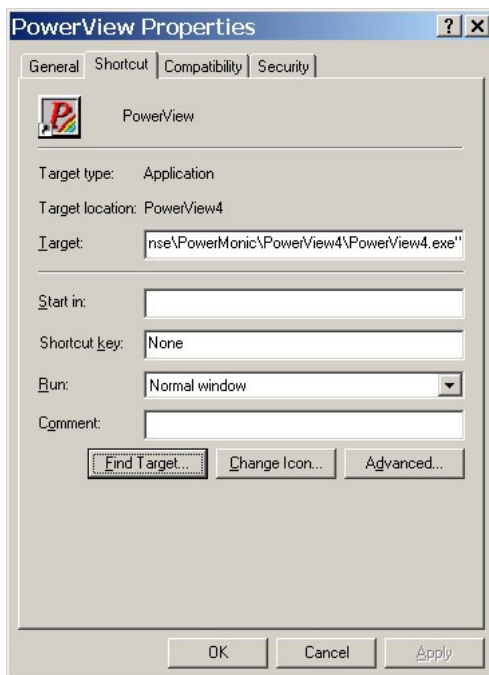 PowerView Properties
General Shortcut Compatibility Security
PowerView
Target type: Application
Target location: PowerView4
Target: nse\PowerMonic\PowerView4\PowerView4.exe"
Start in:
Shortcut key: None
Run: Normal window
Comment:
Find Target... Change Icon... Advanced...
OK Cancel Apply